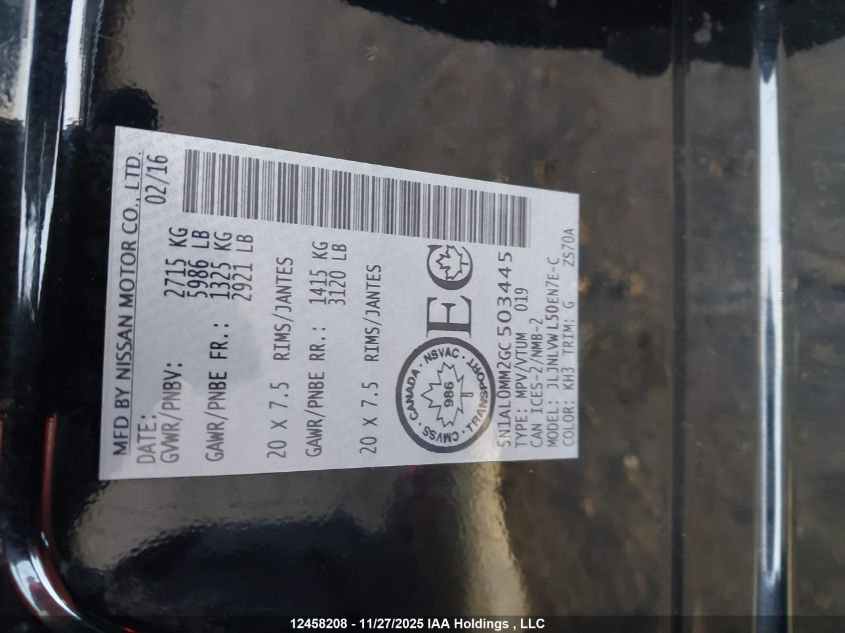 MFD BY NISSAN MOTOR CO., LTD.
DATE: 02/16
GVWR/PNBV: 2715 KG
5986 LB
GAWR/PNBE FR.: 1325 KG
2921 LB
20 X 7.5 RIMS/JANTES
GAWR/PNBE RR.: 1415 KG
3120 LB
20 X 7.5 RIMS/JANTES
CANADA · NSVAC · TRANSPORT · CMVSS ·
986
EC
5N1AL0MM2GC503445
TYPE: MPV/VTUM 019
CAN ICES-2/NMB-2
MODEL: JLJNLVWL50EN7E-C
COLOR: KH3 TRIM: G ZS70A
12458208 - 11/27/2025 IAA Holdings , LLC